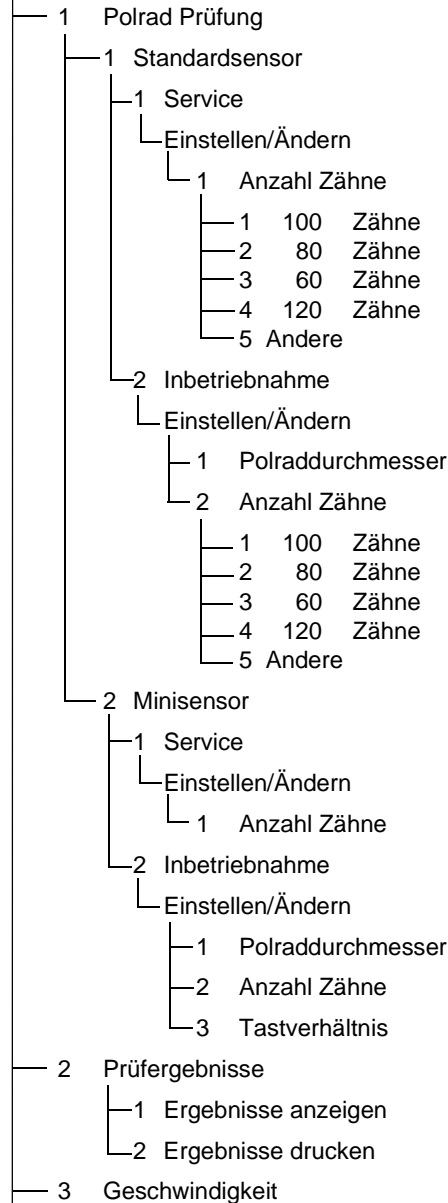 1 Polrad Prüfung
1 Standardsensor
1 Service
Einstellen/Ändern
1 Anzahl Zähne
1 100 Zähne
2 80 Zähne
3 60 Zähne
4 120 Zähne
5 Andere
2 Inbetriebnahme
Einstellen/Ändern
1 Polraddurchmesser
2 Anzahl Zähne
1 100 Zähne
2 80 Zähne
3 60 Zähne
4 120 Zähne
5 Andere
2 Minisensor
1 Service
Einstellen/Ändern
1 Anzahl Zähne
2 Inbetriebnahme
Einstellen/Ändern
1 Polraddurchmesser
2 Anzahl Zähne
3 Tastverhältnis
2 Prüfergebnisse
1 Ergebnisse anzeigen
2 Ergebnisse drucken
3 Geschwindigkeit